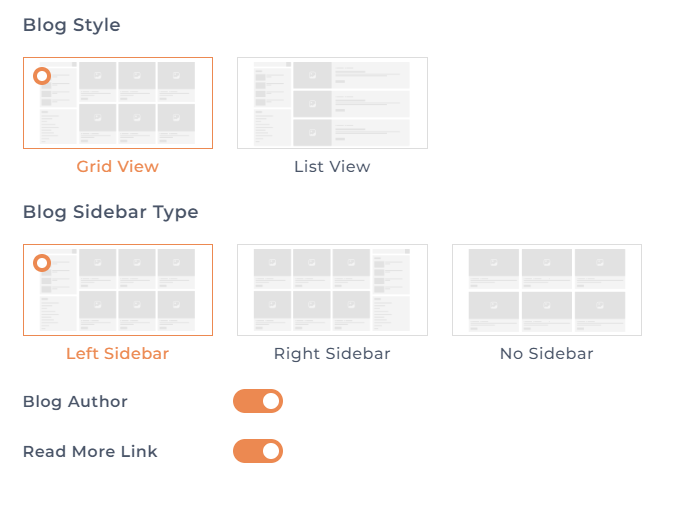 Blog Style
Grid View
List View
Blog Sidebar Type
Left Sidebar
Right Sidebar
No Sidebar
Blog Author
Read More Link